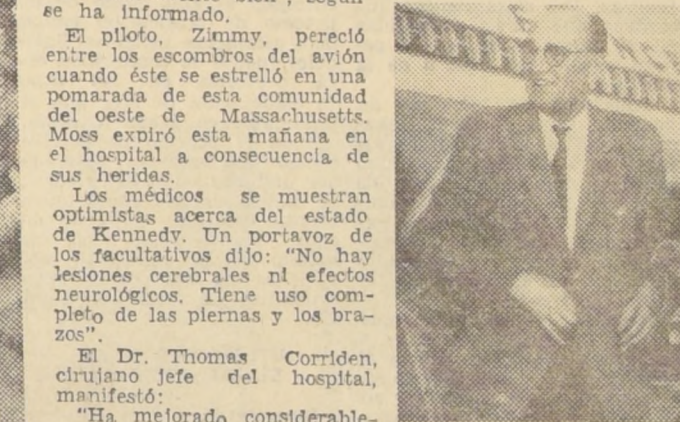 se ha informado.
El piloto, Zimmy, pereció
entre los escombros del avión
cuando éste se estrelló en una
pomarada de esta comunidad
del oeste de Massachusetts.
Moss expiró esta mañana en
el hospital a consecuencia de
sus heridas.
Los médicos se muestran
optimistas acerca del estado
de Kennedy. Un portavoz de
los facultativos dijo: "No hay
lesiones cerebrales ni efectos
neurológicos. Tiene uso com-
pleto de las piernas y los bra-
zos".
El Dr. Thomas Corriden,
cirujano jefe del hospital,
manifestó:
"Ha mejorado considerable-